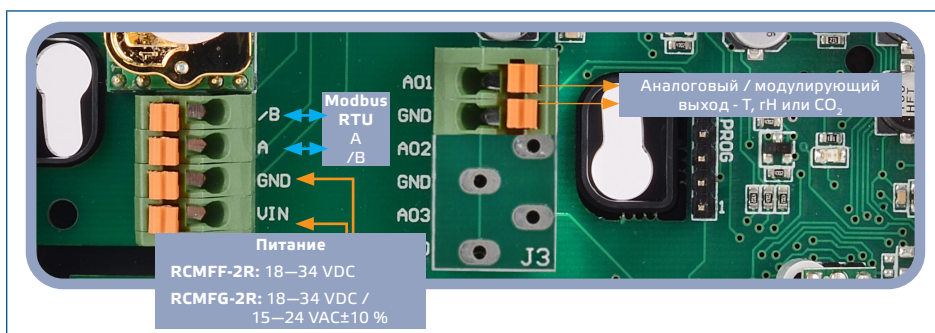 AO1
GND
AO2
GND
AO3
J3
/B
A
GND
VIN
Modbus
RTU
A
/B
Аналоговый / модулирующий
выход - T, rH или CO₂
PROG
1
Питание
RCMFF-2R: 18—34 VDC
RCMFG-2R: 18—34 VDC /
15—24 VAC±10 %